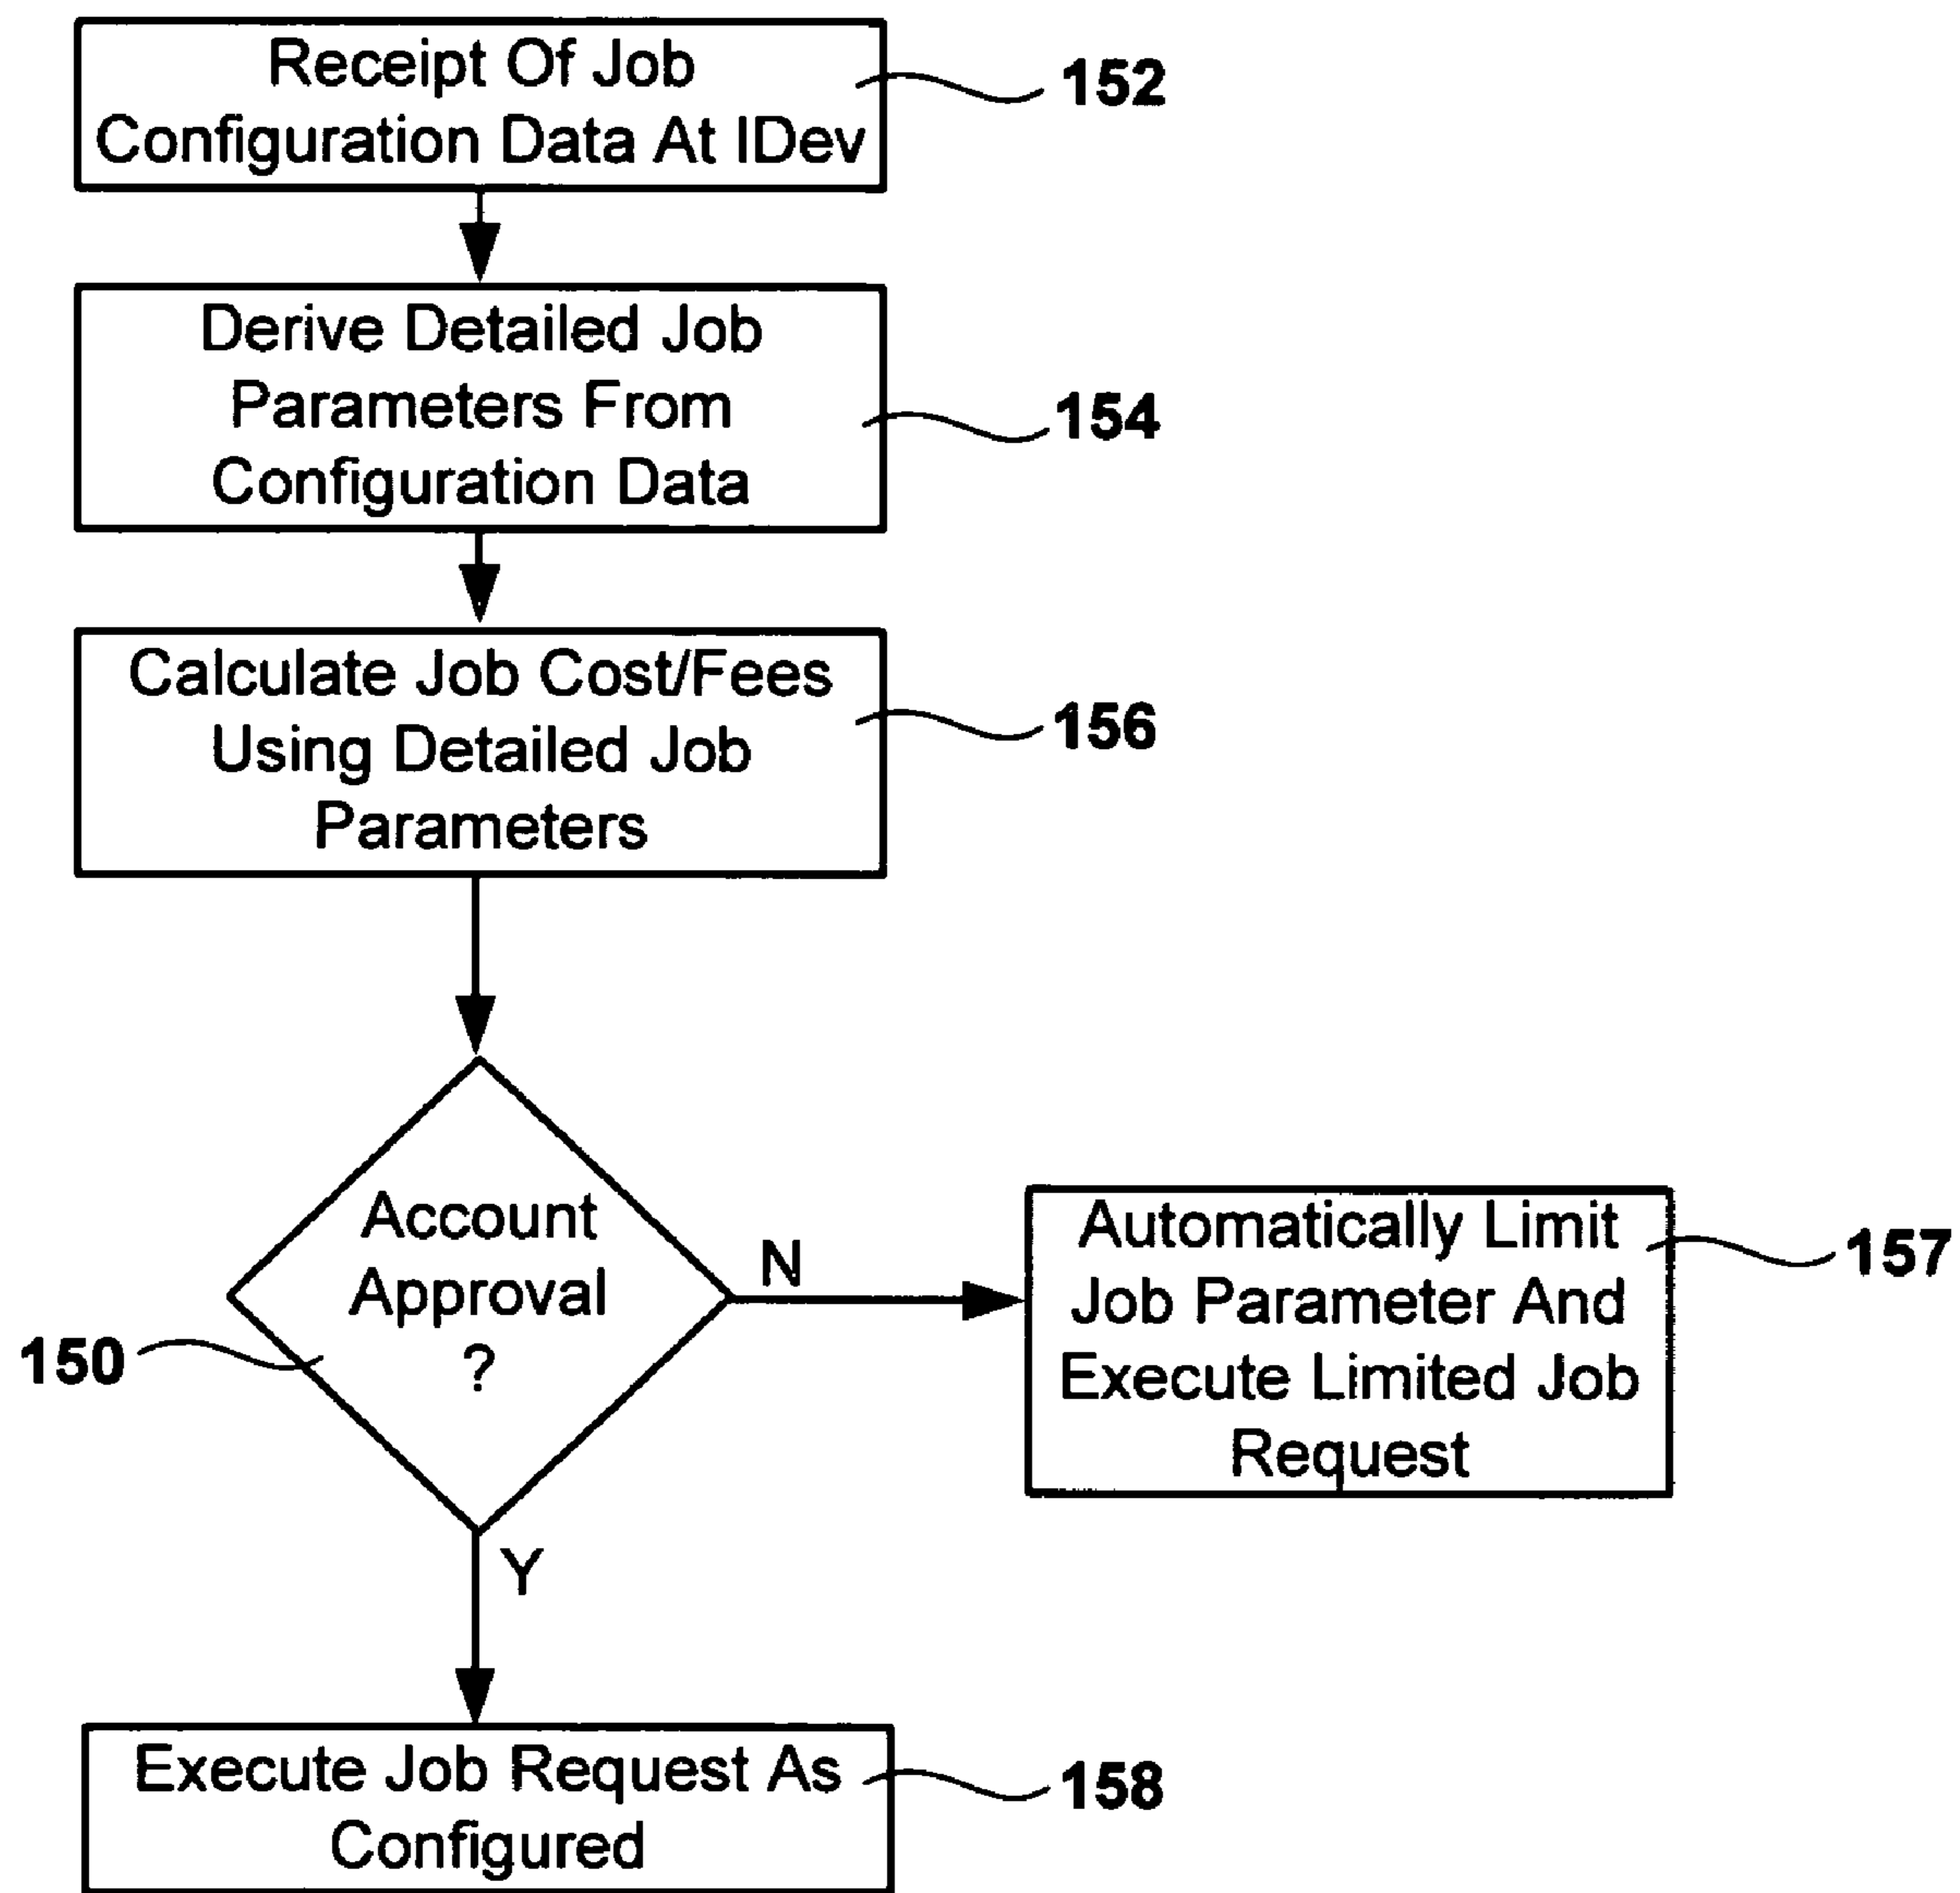 Receipt Of Job
Configuration Data At IDev
152
Derive Detailed Job
Parameters From
Configuration Data
154
Calculate Job Cost/Fees
Using Detailed Job
Parameters
156
Account
Approval
?
150
N
Automatically Limit
Job Parameter And
Execute Limited Job
Request
157
Y
Execute Job Request As
Configured
158